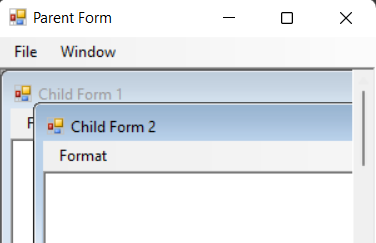 Parent Form
File Window
Child Form 1
Child Form 2
Format